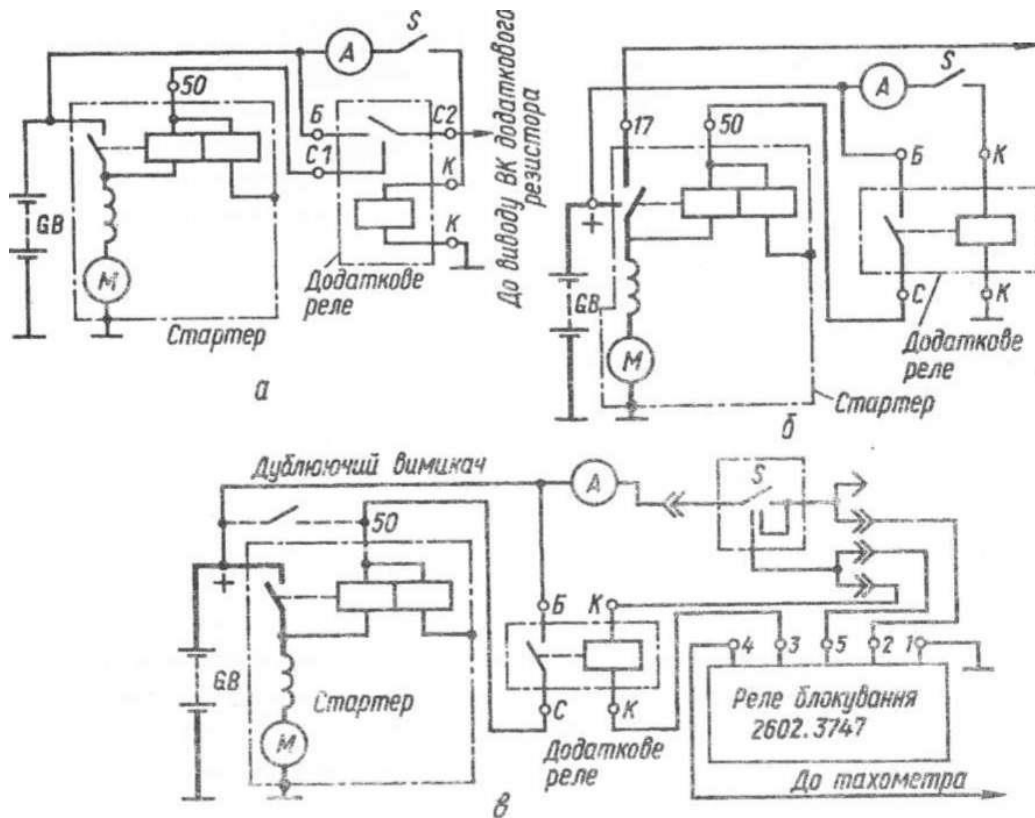 А
S
50
Б
С2
С1
К
GB
К
М
Додаткове
реле
Стартер
а
До виводу ВК додаткового
резистора
А
S
17
50
К
Б
+
GB
С
К
М
Додаткове
реле
Стартер
б
Дублюючий вимикач
А
S
50
+
Б
К
4
3
5
2
1
GB
Стартер
Реле блокування
2602.3747
С
К
М
Додаткове
реле
До тахометра
в